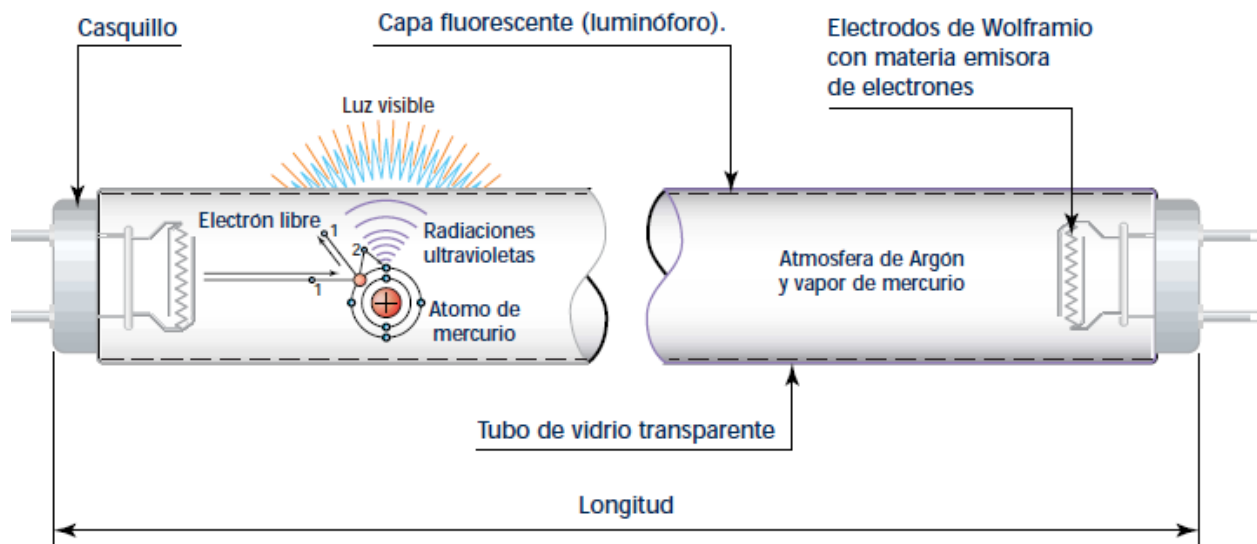 Casquillo
Capa fluorescente (luminóforo).
Electrodos de Wolframio
con materia emisora
de electrones
Luz visible
Electrón libre
1
2
1
Radiaciones
ultravioletas
Atomo de
mercurio
Atmosfera de Argón
y vapor de mercurio
Tubo de vidrio transparente
Longitud